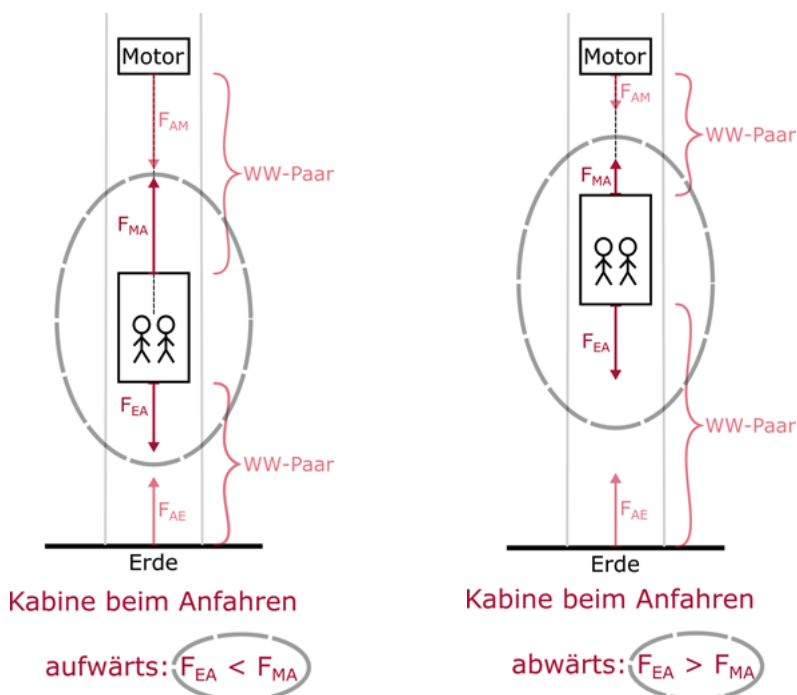 Motor
F_AM
WW-Paar
F_MA
F_EA
WW-Paar
F_AE
Erde
Kabine beim Anfahren
aufwärts: F_EA < F_MA
Motor
F_AM
WW-Paar
F_MA
F_EA
WW-Paar
F_AE
Erde
Kabine beim Anfahren
abwärts: F_EA > F_MA